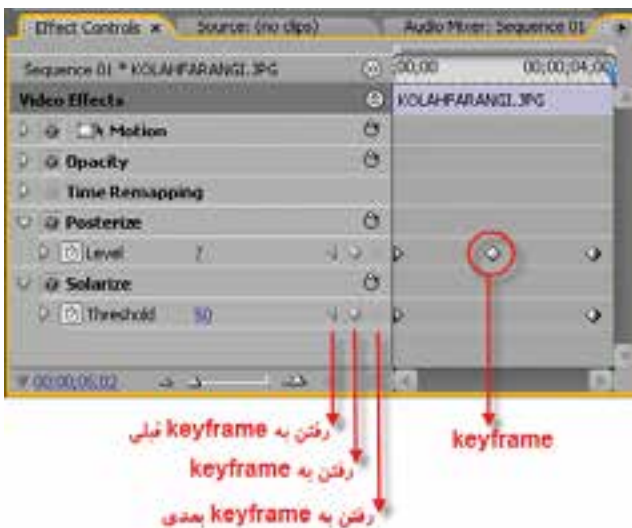 Effect Controls × Source: (no clips) Audio Mixer: Sequence 01
Sequence 01 * KOLAHFARANGI.JPG ;00;00 00;00;04;00
Video Effects KOLAHFARANGI.JPG
Motion
Opacity
Time Remapping
Posterize
Level 7
Solarize
Threshold 50
00;00;05;02
رفتن به keyframe قبلی
keyframe
رفتن به keyframe
رفتن به keyframe بعدی